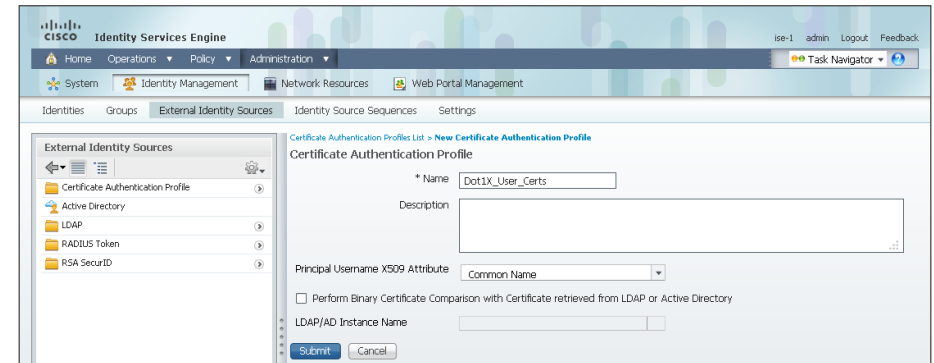 CISCO Identity Services Engine
ise-1 admin Logout Feedback
Home Operations Policy Administration
Task Navigator
System Identity Management Network Resources Web Portal Management
Identities Groups External Identity Sources Identity Source Sequences Settings
External Identity Sources
Certificate Authentication Profile
Active Directory
LDAP
RADIUS Token
RSA SecurID
Certificate Authentication Profiles List > New Certificate Authentication Profile
Certificate Authentication Profile
* Name Dot1X_User_Certs
Description
Principal Username X509 Attribute Common Name
Perform Binary Certificate Comparison with Certificate retrieved from LDAP or Active Directory
LDAP/AD Instance Name
Submit Cancel